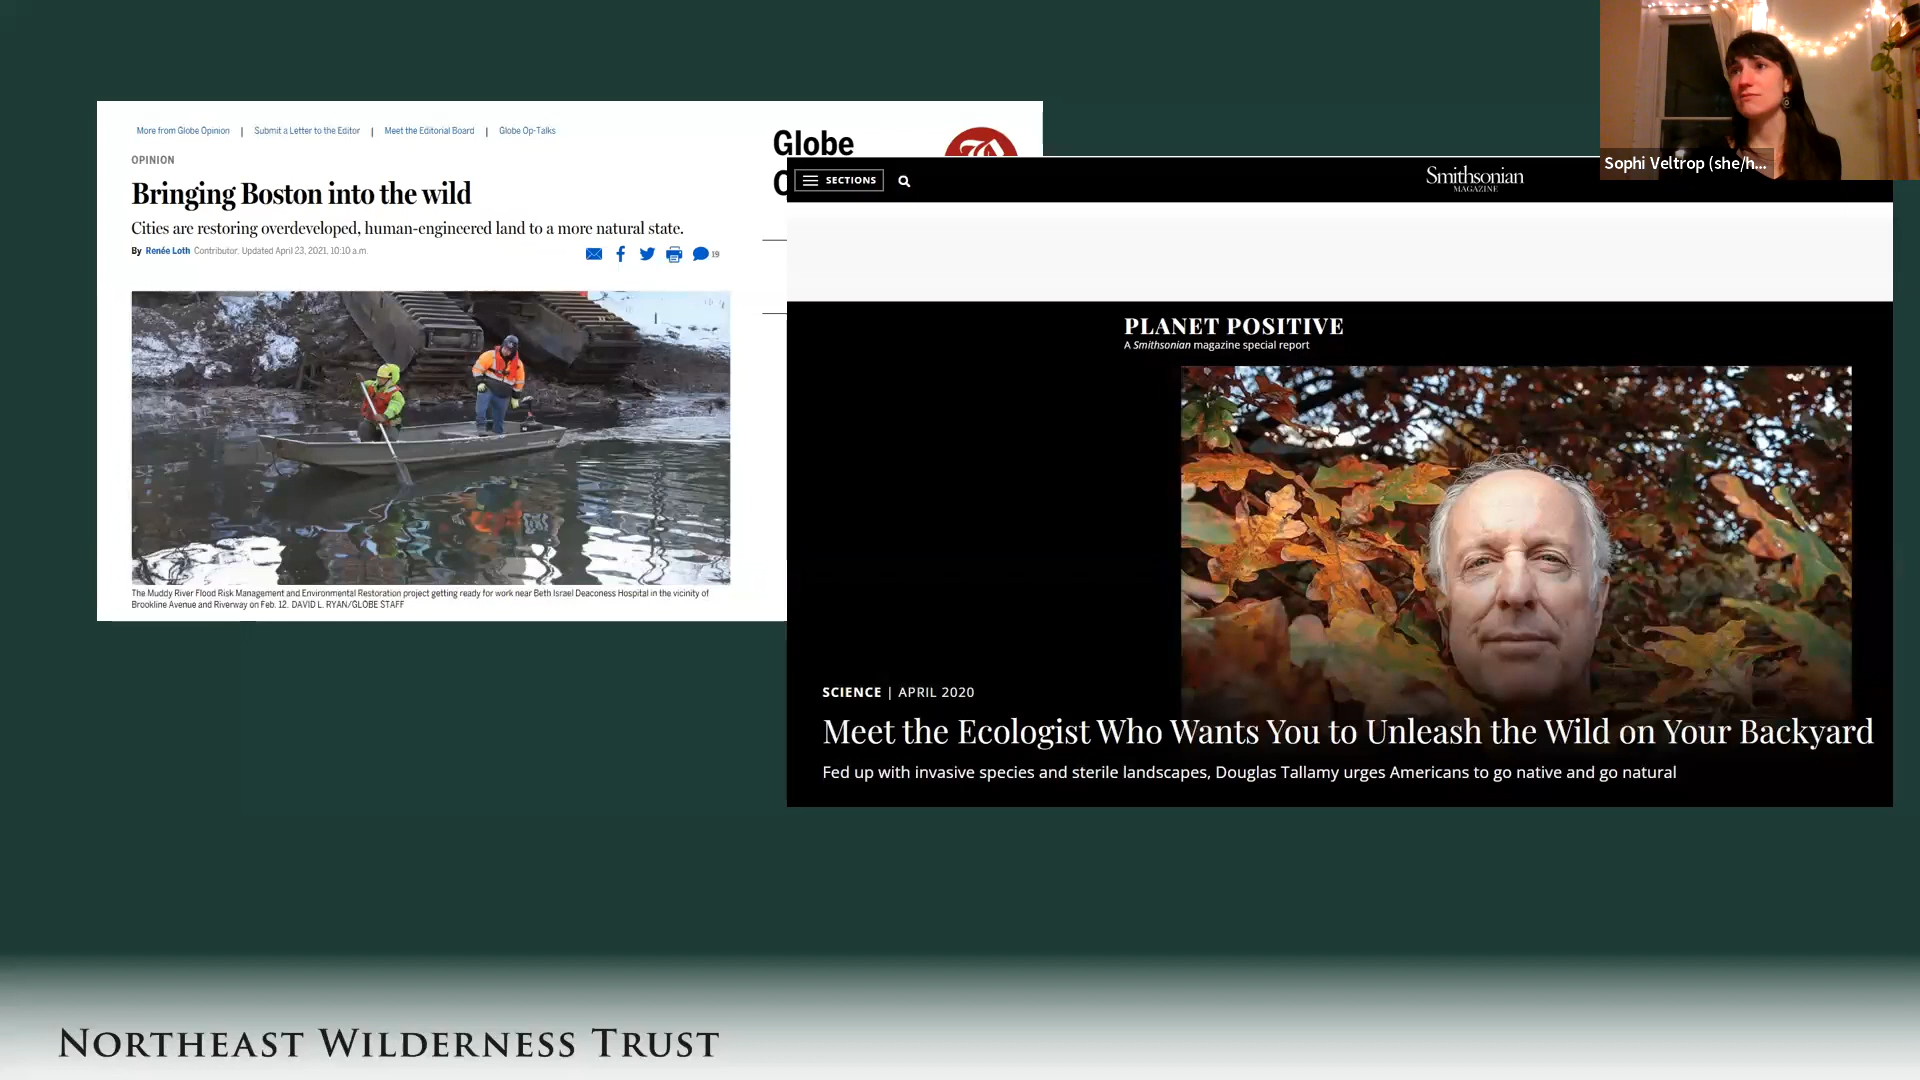 More from Globe Opinion | Submit a Letter to the Editor | Meet the Editorial Board | Globe Op-Talks
OPINION
Bringing Boston into the wild
Cities are restoring overdeveloped, human-engineered land to a more natural state.
By Renée Loth Contributor, Updated April 23, 2021, 10:10 a.m.
19
The Muddy River Flood Risk Management and Environmental Restoration project getting ready for work near Beth Israel Deaconess Hospital in the vicinity of
Brookline Avenue and Riverway on Feb. 12. DAVID L. RYAN/GLOBE STAFF
Globe
SECTIONS
Smithsonian
MAGAZINE
PLANET POSITIVE
A Smithsonian magazine special report
SCIENCE | APRIL 2020
Meet the Ecologist Who Wants You to Unleash the Wild on Your Backyard
Fed up with invasive species and sterile landscapes, Douglas Tallamy urges Americans to go native and go natural
Sophi Veltrop (she/h...
NORTHEAST WILDERNESS TRUST